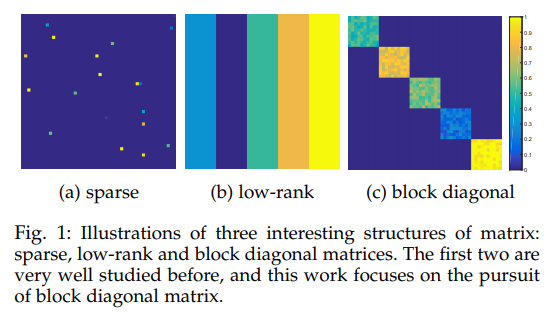 1
0.9
0.8
0.7
0.6
0.5
0.4
0.3
0.2
0.1
0
(a) sparse
(b) low-rank
(c) block diagonal
Fig. 1: Illustrations of three interesting structures of matrix:
sparse, low-rank and block diagonal matrices. The first two are
very well studied before, and this work focuses on the pursuit
of block diagonal matrix.